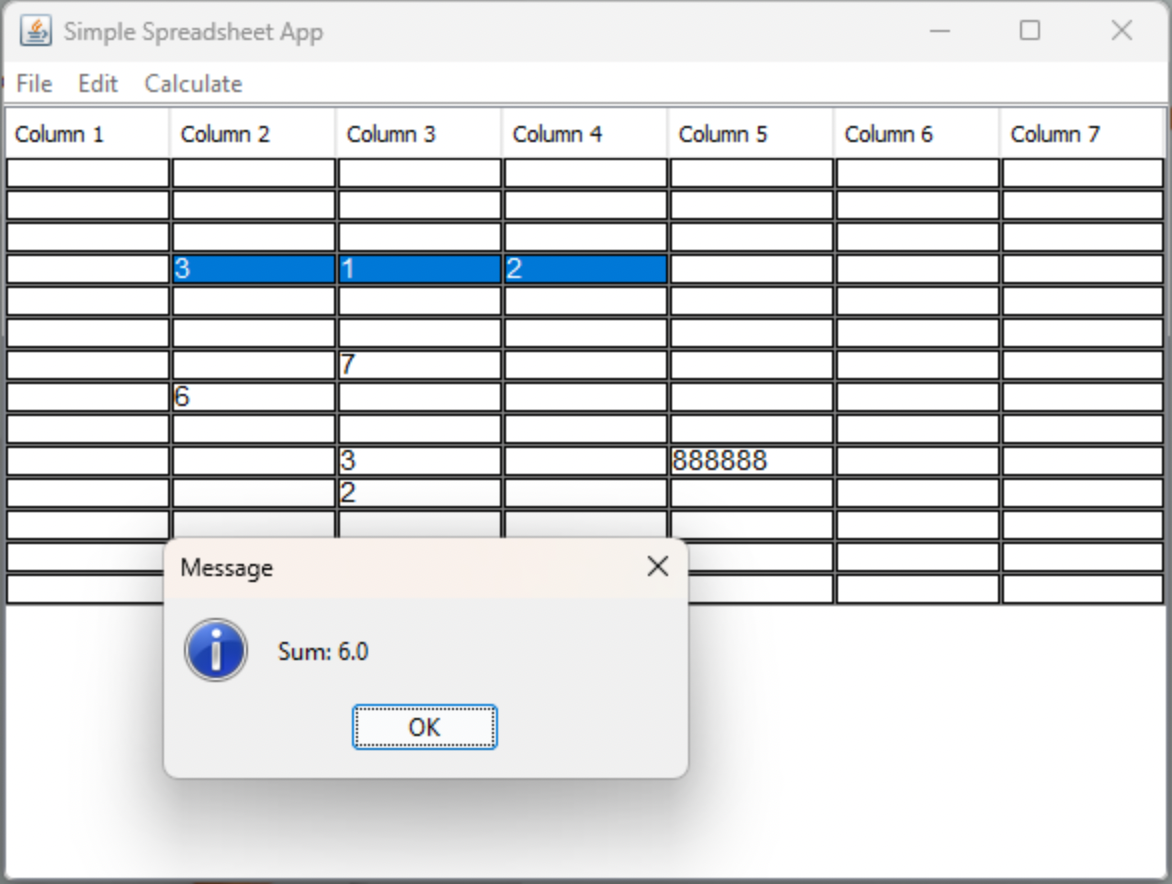 Simple Spreadsheet App
File Edit Calculate
Column 1 Column 2 Column 3 Column 4 Column 5 Column 6 Column 7
3 1 2
7
6
3 888888
2
Message
Sum: 6.0
OK